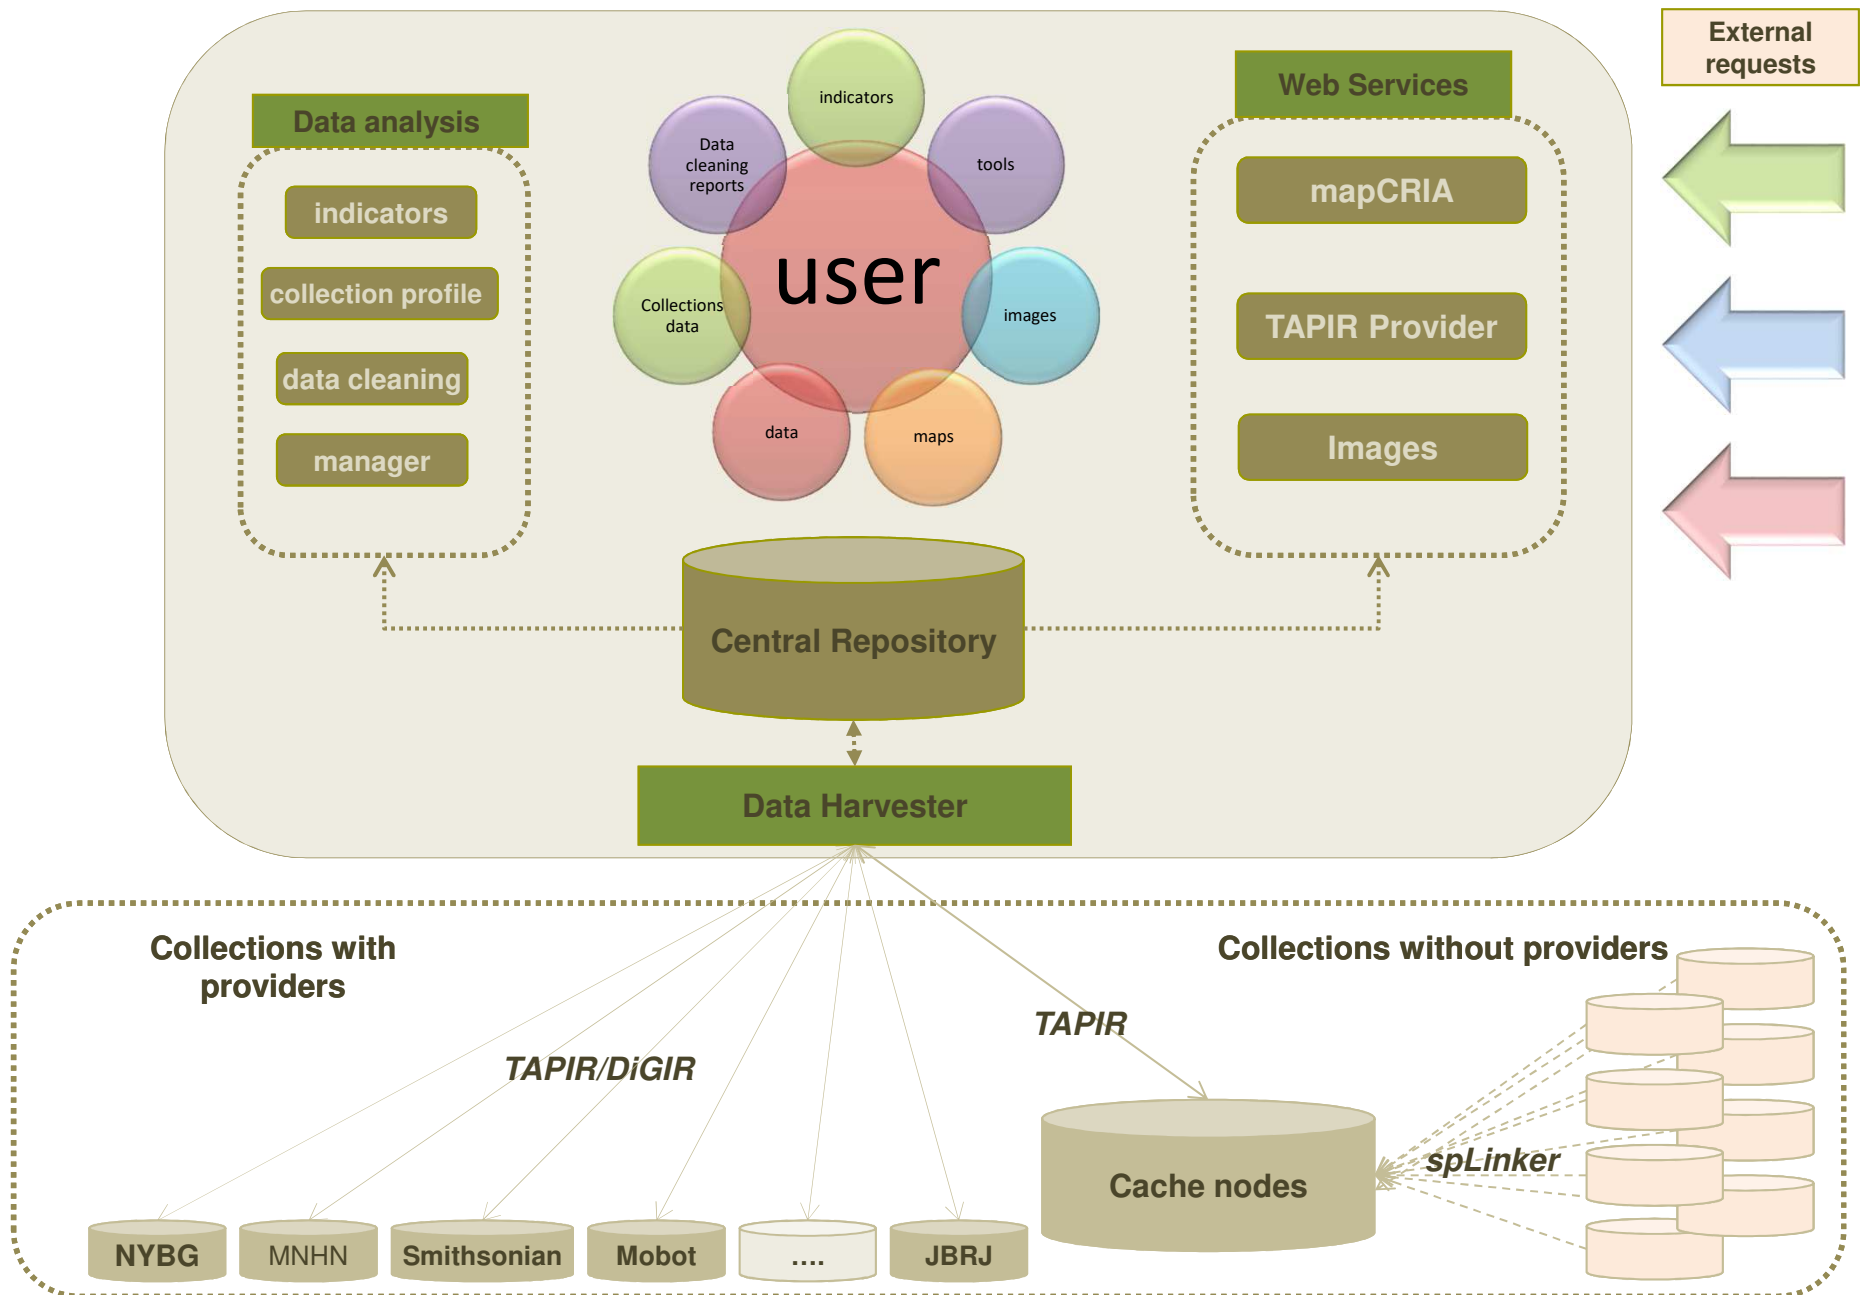 External
requests
Data analysis
indicators
collection profile
data cleaning
manager
indicators
Data
cleaning
reports
tools
user
Collections
data
images
data
maps
Web Services
mapCRIA
TAPIR Provider
Images
Central Repository
Data Harvester
Collections with
providers
Collections without providers
TAPIR/DiGIR
TAPIR
spLinker
Cache nodes
NYBG
MNHN
Smithsonian
Mobot
....
JBRJ